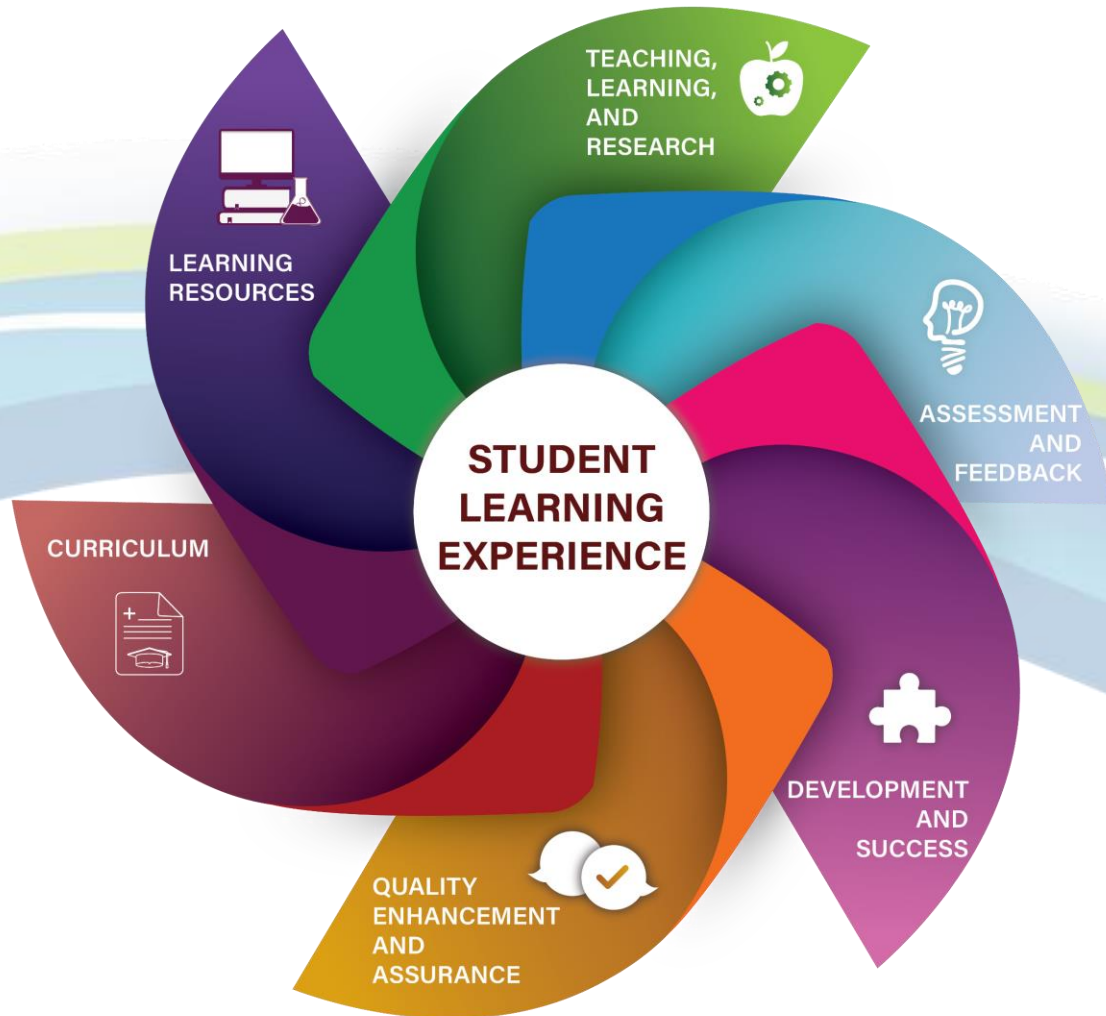 TEACHING,
LEARNING,
AND
RESEARCH
LEARNING
RESOURCES
ASSESSMENT
AND
FEEDBACK
STUDENT
LEARNING
EXPERIENCE
CURRICULUM
DEVELOPMENT
AND
SUCCESS
QUALITY
ENHANCEMENT
AND
ASSURANCE